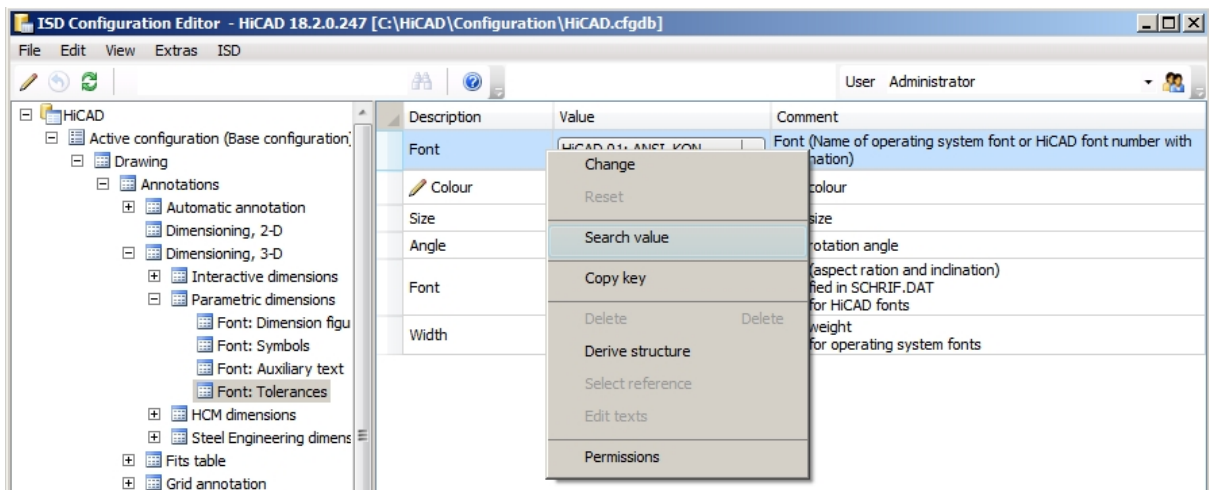 ISD Configuration Editor - HiCAD 18.2.0.247 [C:\HiCAD\Configuration\HiCAD.cfgdb]
File Edit View Extras ISD
User Administrator
HiCAD
Active configuration (Base configuration)
Drawing
Annotations
Automatic annotation
Dimensioning, 2-D
Dimensioning, 3-D
Interactive dimensions
Parametric dimensions
Font: Dimension figu
Font: Symbols
Font: Auxiliary text
Font: Tolerances
HCM dimensions
Steel Engineering dimens
Fits table
Grid annotation
Description Value Comment
Font HiCAD 01: ANSI_KON Font (Name of operating system font or HiCAD font number with
Colour colour
Size size
Angle rotation angle
Font (aspect ration and inclination)
fied in SCHRIF.DAT
for HiCAD fonts
Width weight
for operating system fonts
Change
Reset
Search value
Copy key
Delete Delete
Derive structure
Select reference
Edit texts
Permissions